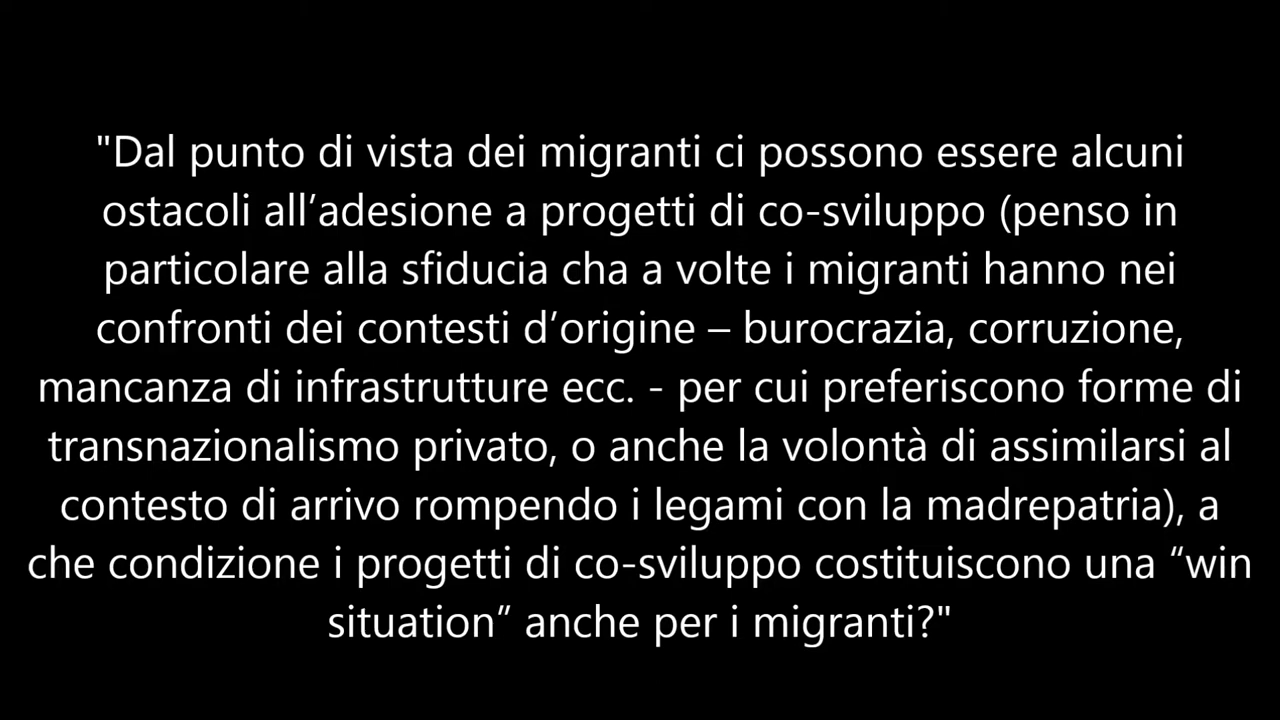 "Dal punto di vista dei migranti ci possono essere alcuni
ostacoli all’adesione a progetti di co-sviluppo (penso in
particolare alla sfiducia cha a volte i migranti hanno nei
confronti dei contesti d’origine – burocrazia, corruzione,
mancanza di infrastrutture ecc. - per cui preferiscono forme di
transnazionalismo privato, o anche la volontà di assimilarsi al
contesto di arrivo rompendo i legami con la madrepatria), a
che condizione i progetti di co-sviluppo costituiscono una “win
situation” anche per i migranti?"